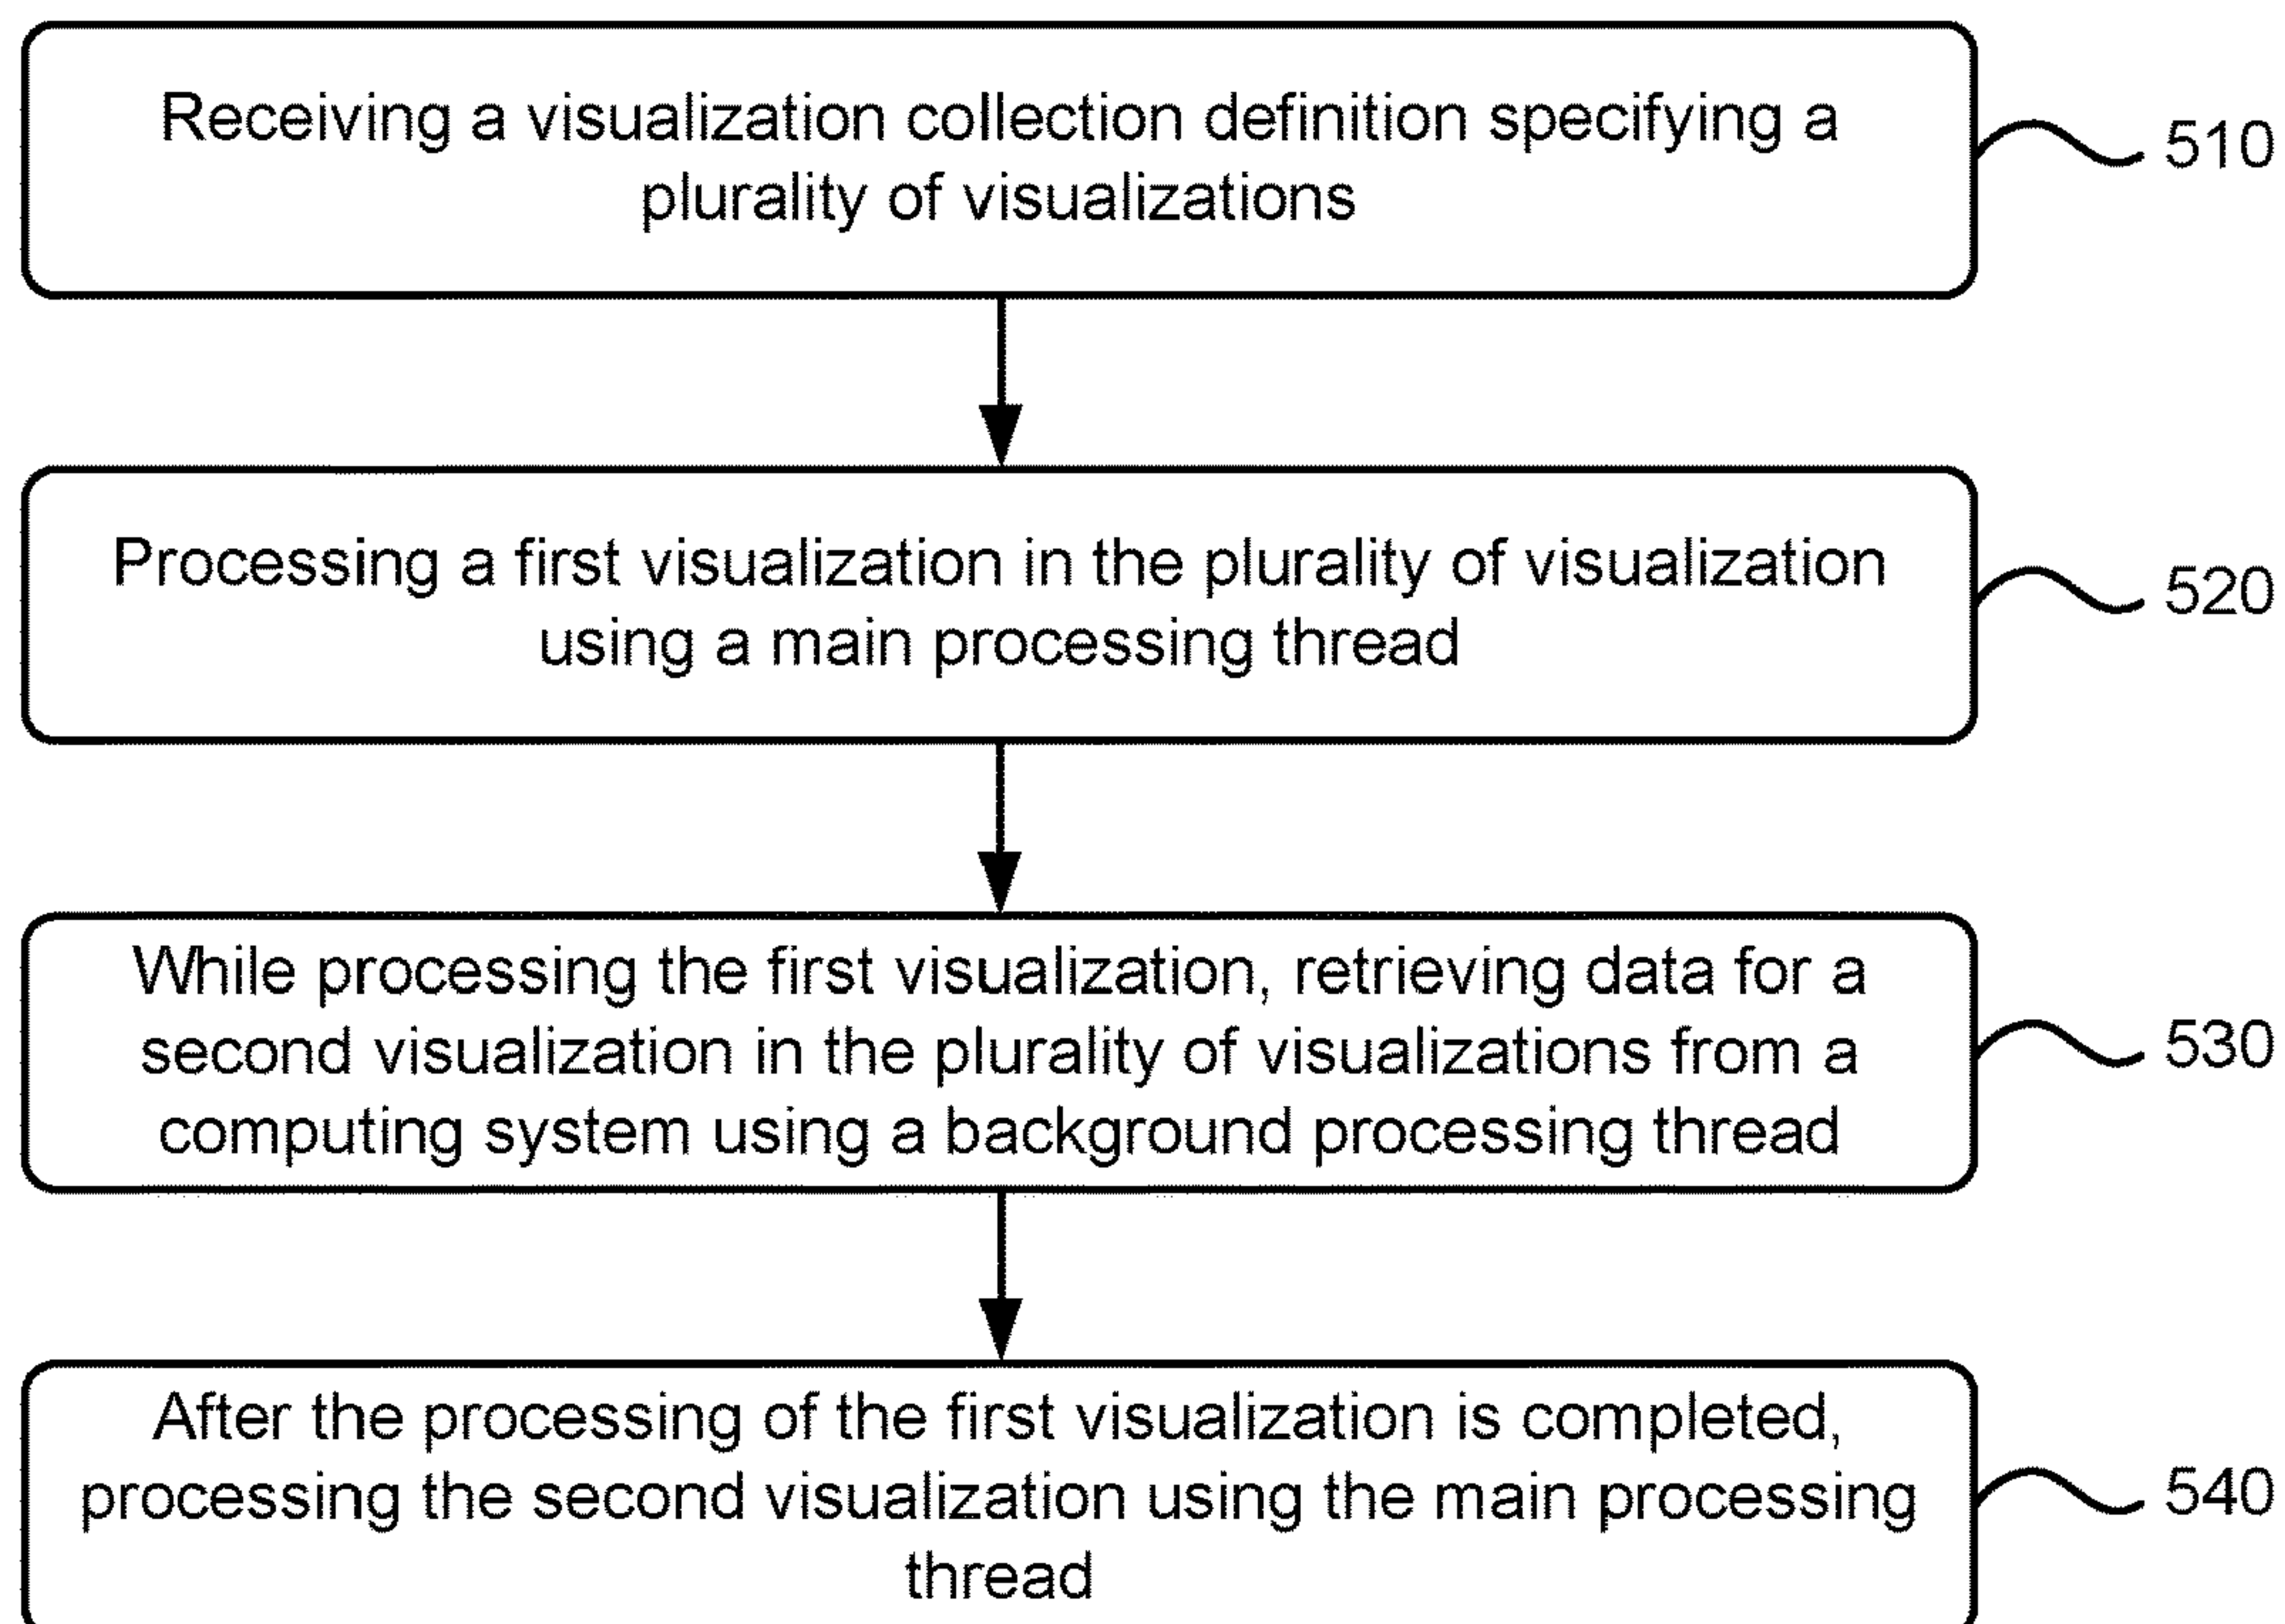 Receiving a visualization collection definition specifying a
plurality of visualizations
510
Processing a first visualization in the plurality of visualization
using a main processing thread
520
While processing the first visualization, retrieving data for a
second visualization in the plurality of visualizations from a
computing system using a background processing thread
530
After the processing of the first visualization is completed,
processing the second visualization using the main processing
thread
540